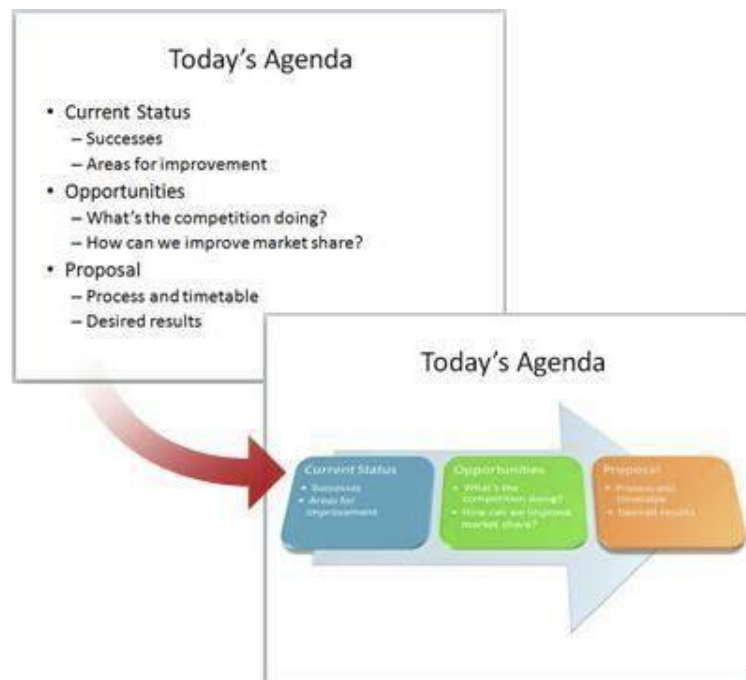 Today's Agenda
• Current Status
– Successes
– Areas for improvement
• Opportunities
– What's the competition doing?
– How can we improve market share?
• Proposal
– Process and timetable
– Desired results
Today's Agenda
Current Status
• Successes
• Areas for
improvement
Opportunities
• What's the
competition doing?
• How can we improve
market share?
Proposal
• Process and
timetable
• Desired results